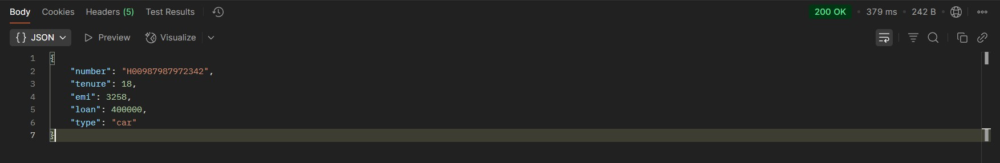 Body Cookies Headers (5) Test Results 200 OK • 379 ms • 242 B •
{} JSON Preview Visualize
1 {
2 "number": "H00987987972342",
3 "tenure": 18,
4 "emi": 3258,
5 "loan": 400000,
6 "type": "car"
7 }